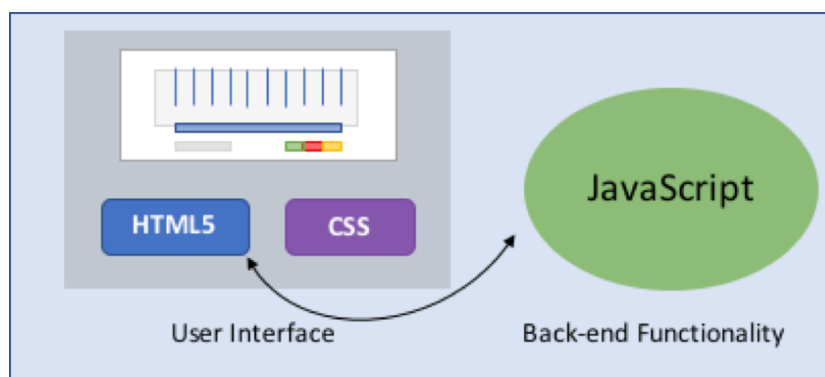 HTML5
CSS
JavaScript
User Interface
Back-end Functionality